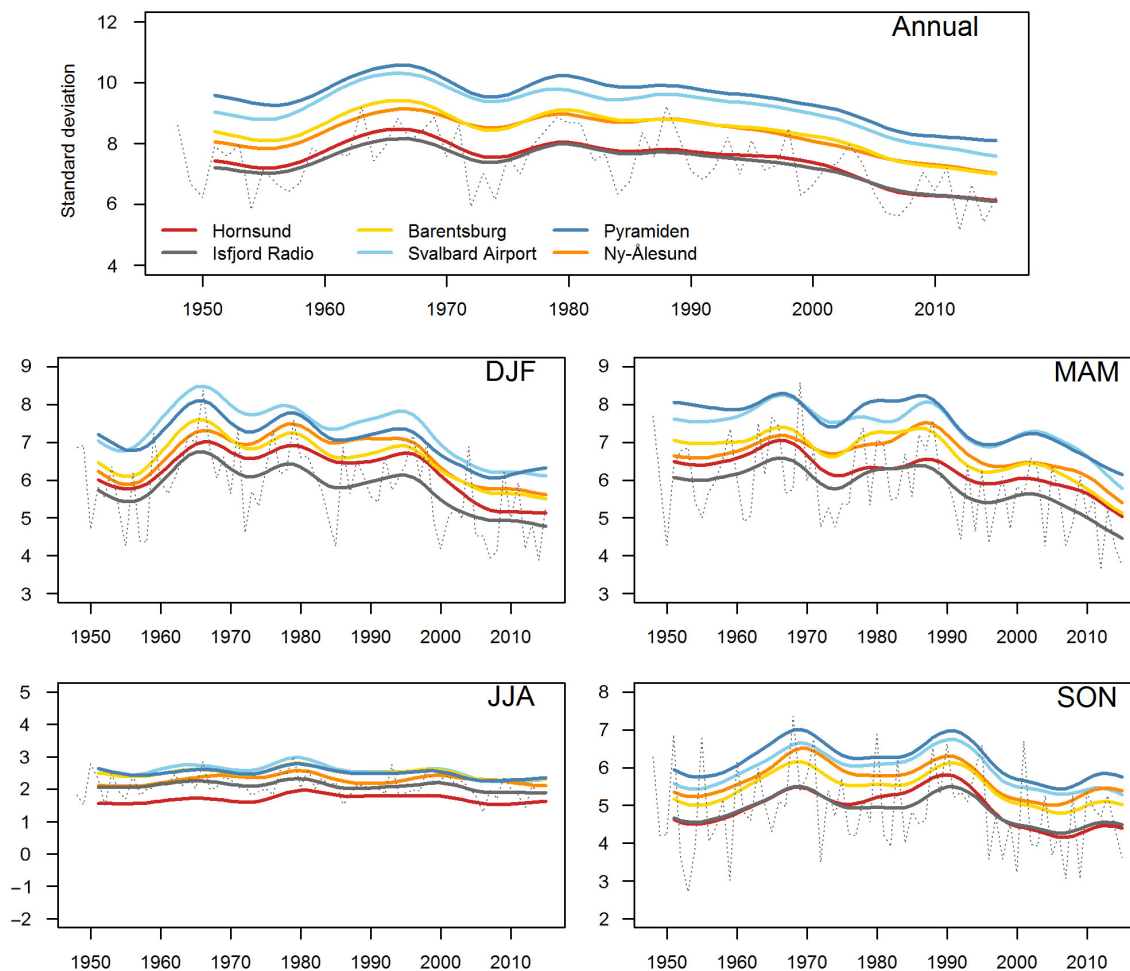 Annual
Standard deviation
12
10
8
6
4
Hornsund Barentsburg Pyramiden
Isfjord Radio Svalbard Airport Ny-Ålesund
1950 1960 1970 1980 1990 2000 2010
DJF
9
8
7
6
5
4
3
1950 1960 1970 1980 1990 2000 2010
MAM
9
8
7
6
5
4
3
1950 1960 1970 1980 1990 2000 2010
JJA
5
4
3
2
1
0
−1
−2
1950 1960 1970 1980 1990 2000 2010
SON
8
7
6
5
4
3
2
1950 1960 1970 1980 1990 2000 2010